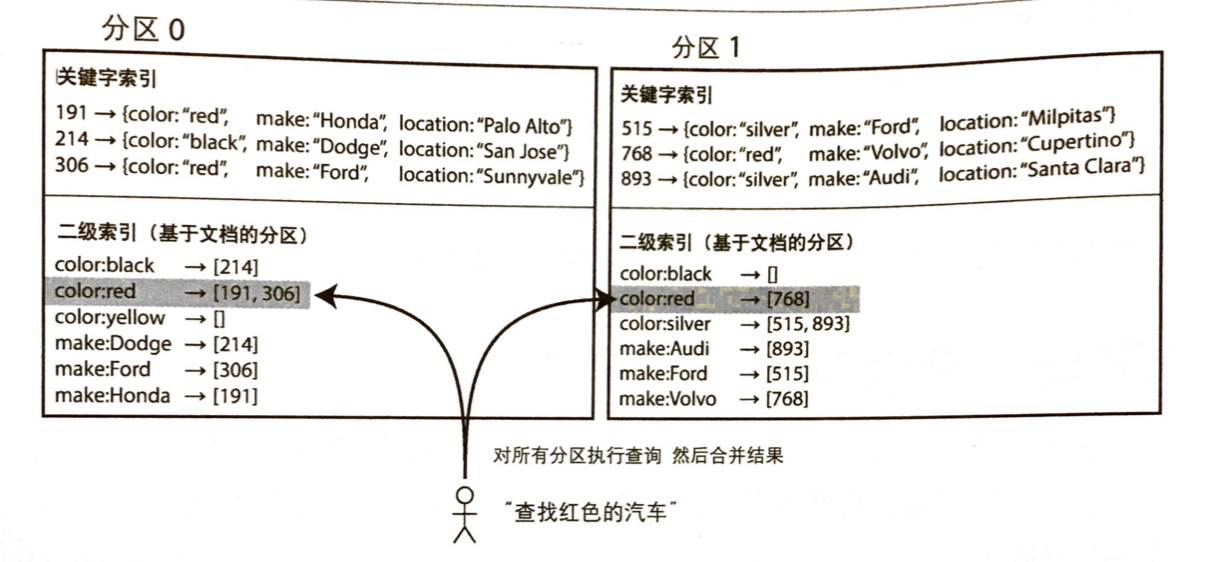 分区 0
关键字索引
191 → {color: “red”, make: “Honda”, location: “Palo Alto”}
214 → {color: “black”, make: “Dodge”, location: “San Jose”}
306 → {color: “red”, make: “Ford”, location: “Sunnyvale”}
二级索引（基于文档的分区）
color:black → [214]
color:red → [191, 306]
color:yellow → []
make:Dodge → [214]
make:Ford → [306]
make:Honda → [191]
分区 1
关键字索引
515 → {color: “silver”, make: “Ford”, location: “Milpitas”}
768 → {color: “red”, make: “Volvo”, location: “Cupertino”}
893 → {color: “silver”, make: “Audi”, location: “Santa Clara”}
二级索引（基于文档的分区）
color:black → []
color:red → [768]
color:silver → [515, 893]
make:Audi → [893]
make:Ford → [515]
make:Volvo → [768]
对所有分区执行查询 然后合并结果
“查找红色的汽车”